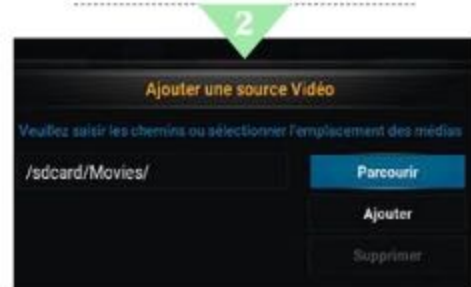 2
Ajouter une source Vidéo
Veuillez saisir les chemins ou sélectionner l'emplacement des médias
/sdcard/Movies/
Parcourir
Ajouter
Supprimer